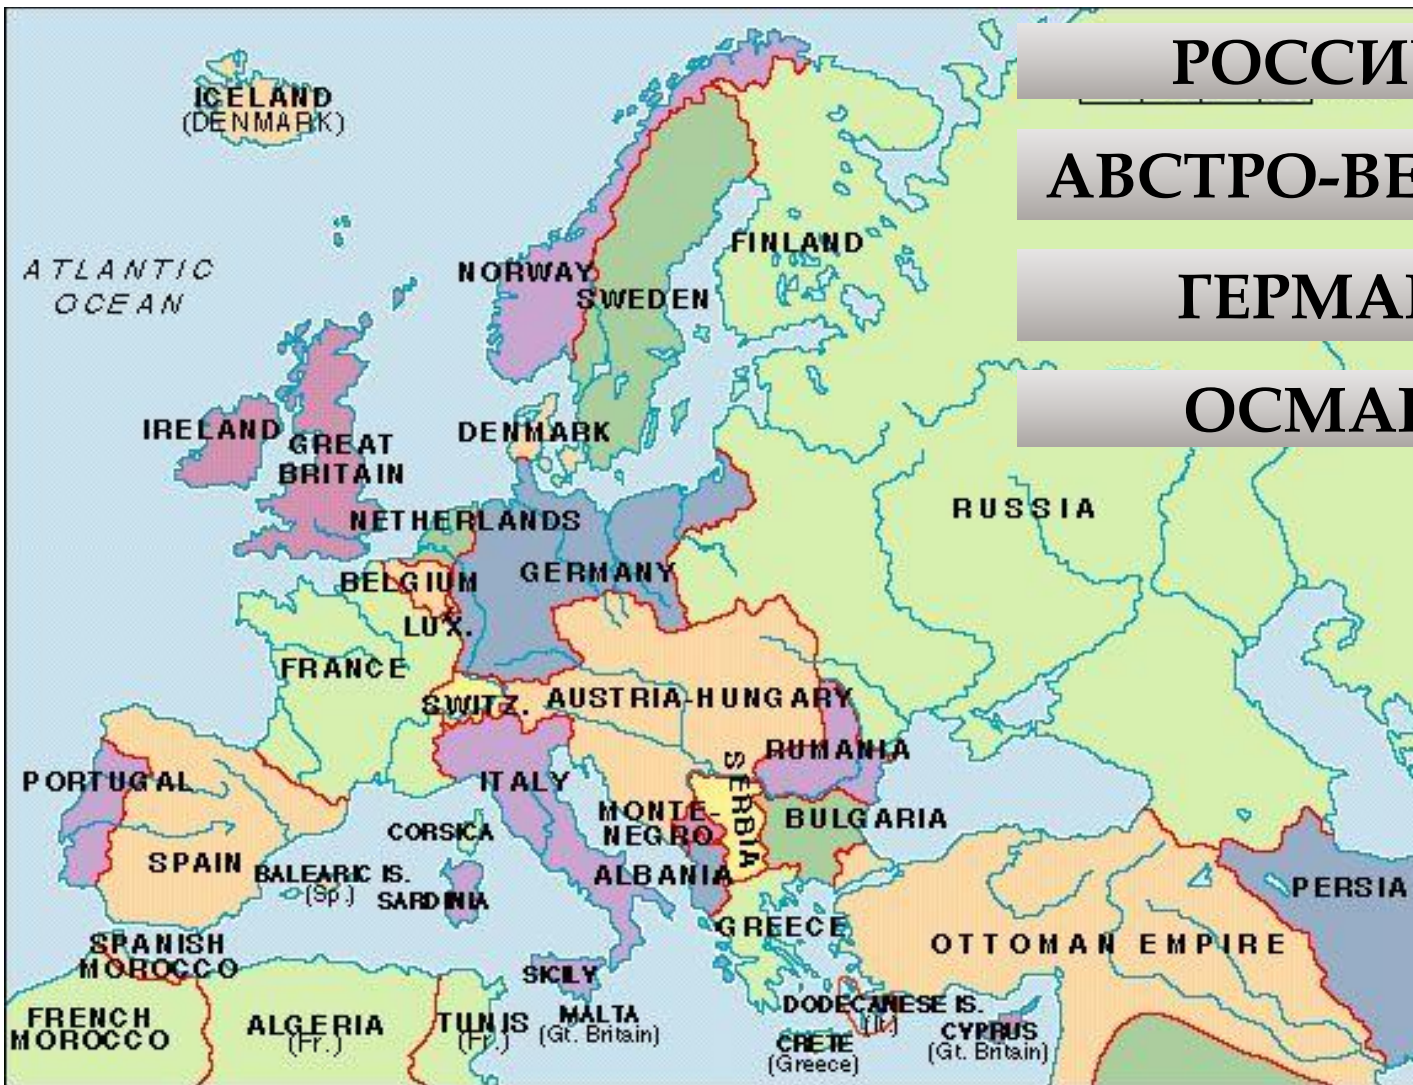 РОССИ
АВСТРО-ВЕ
ГЕРМА
ОСМА
ICELAND
(DENMARK)
ATLANTIC
OCEAN
NORWAY
SWEDEN
FINLAND
IRELAND
GREAT
BRITAIN
DENMARK
NETHERLANDS
BELGIUM
LUX.
GERMANY
RUSSIA
FRANCE
SWITZ.
AUSTRIA-HUNGARY
RUMANIA
PORTUGAL
SPAIN
ITALY
SERBIA
MONTE-
NEGRO
BULGARIA
CORSICA
BALEARIC IS.
(Sp.)
SARDINIA
ALBANIA
GREECE
OTTOMAN EMPIRE
PERSIA
SPANISH
MOROCCO
SICILY
MALTA
(Gt. Britain)
DODECANESE IS.
(It.)
CRETE
(Greece)
CYPRUS
(Gt. Britain)
FRENCH
MOROCCO
ALGERIA
(Fr.)
TUNIS
(Fr.)